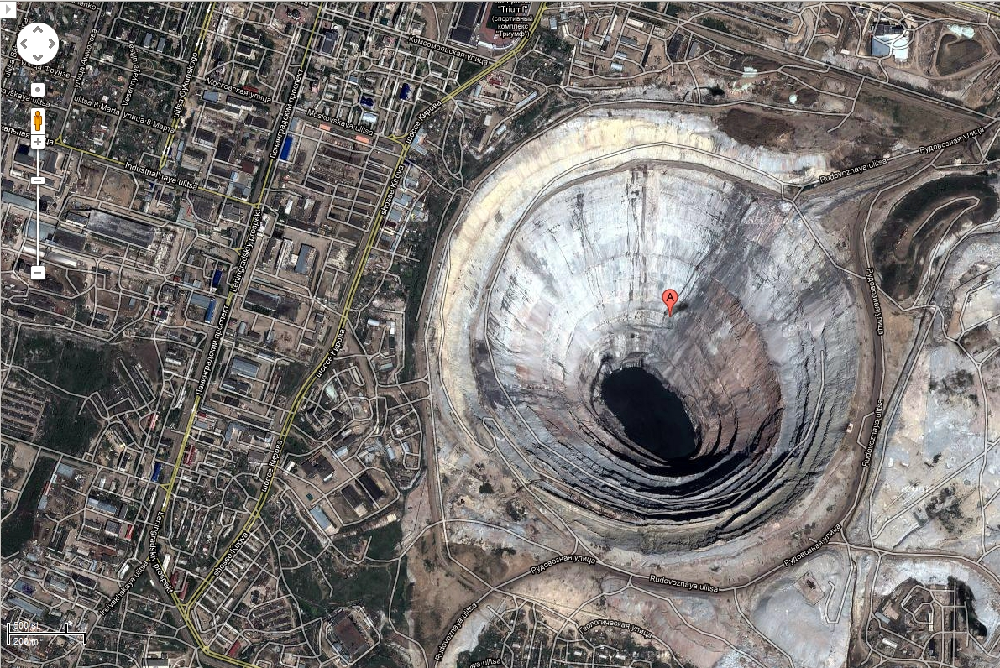 "Triumf"
(спортивный
комплекс
"Триумф")
Комсомольская улица
улица Фрунзе
улица Аммосова
ulitsa Oyunskogo
Московская улица
Ленинградский проспект
ulitsa 8 Marta
улица 8 Марта
Moskovskaya ulitsa
шоссе Кирова
Рудовозная улица
Rudovoznaya ulitsa
Industrial'naya ulitsa
shosse Kirova
Leningradskiy prospekt
A
Рудовозная улица
Ленинградский проспект
шоссе Кирова
Rudovoznaya ulitsa
шоссе Кирова
Leningradskiy prospekt
shosse Kirova
Рудовозная улица
Рудовозная улица
Rudovoznaya ulitsa
Irelyakhskaya ulitsa
Rudovoznaya ulitsa
Геологическая улица
500 ft
200 m